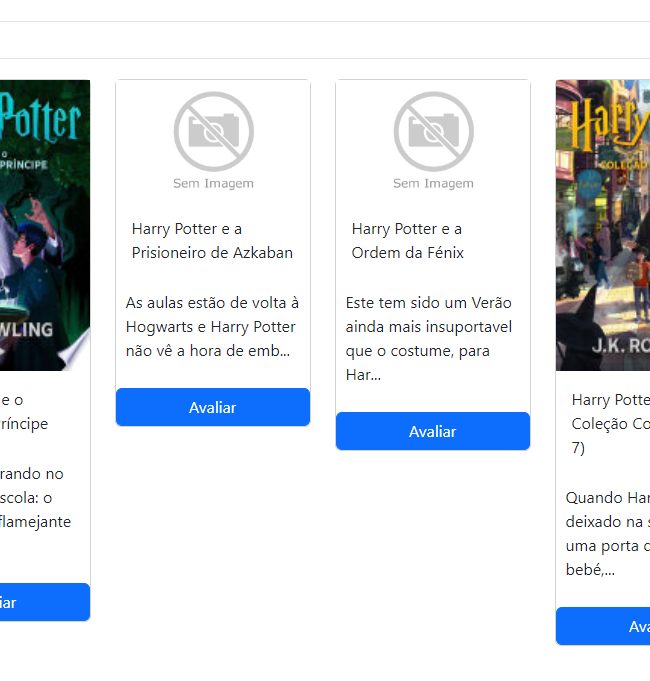 Potter
PRÍNCIPE
WLING
e o
ríncipe
rando no
scola: o
flamejante
iar
Sem Imagem
Harry Potter e a
Prisioneiro de Azkaban
As aulas estão de volta à
Hogwarts e Harry Potter
não vê a hora de emb...
Avaliar
Sem Imagem
Harry Potter e a
Ordem da Fénix
Este tem sido um Verão
ainda mais insuportavel
que o costume, para
Har...
Avaliar
Harry
COLEÇÃO
J.K. RO
Harry Potte
Coleção Co
7)
Quando Har
deixado na s
uma porta d
bebé,...
Ava